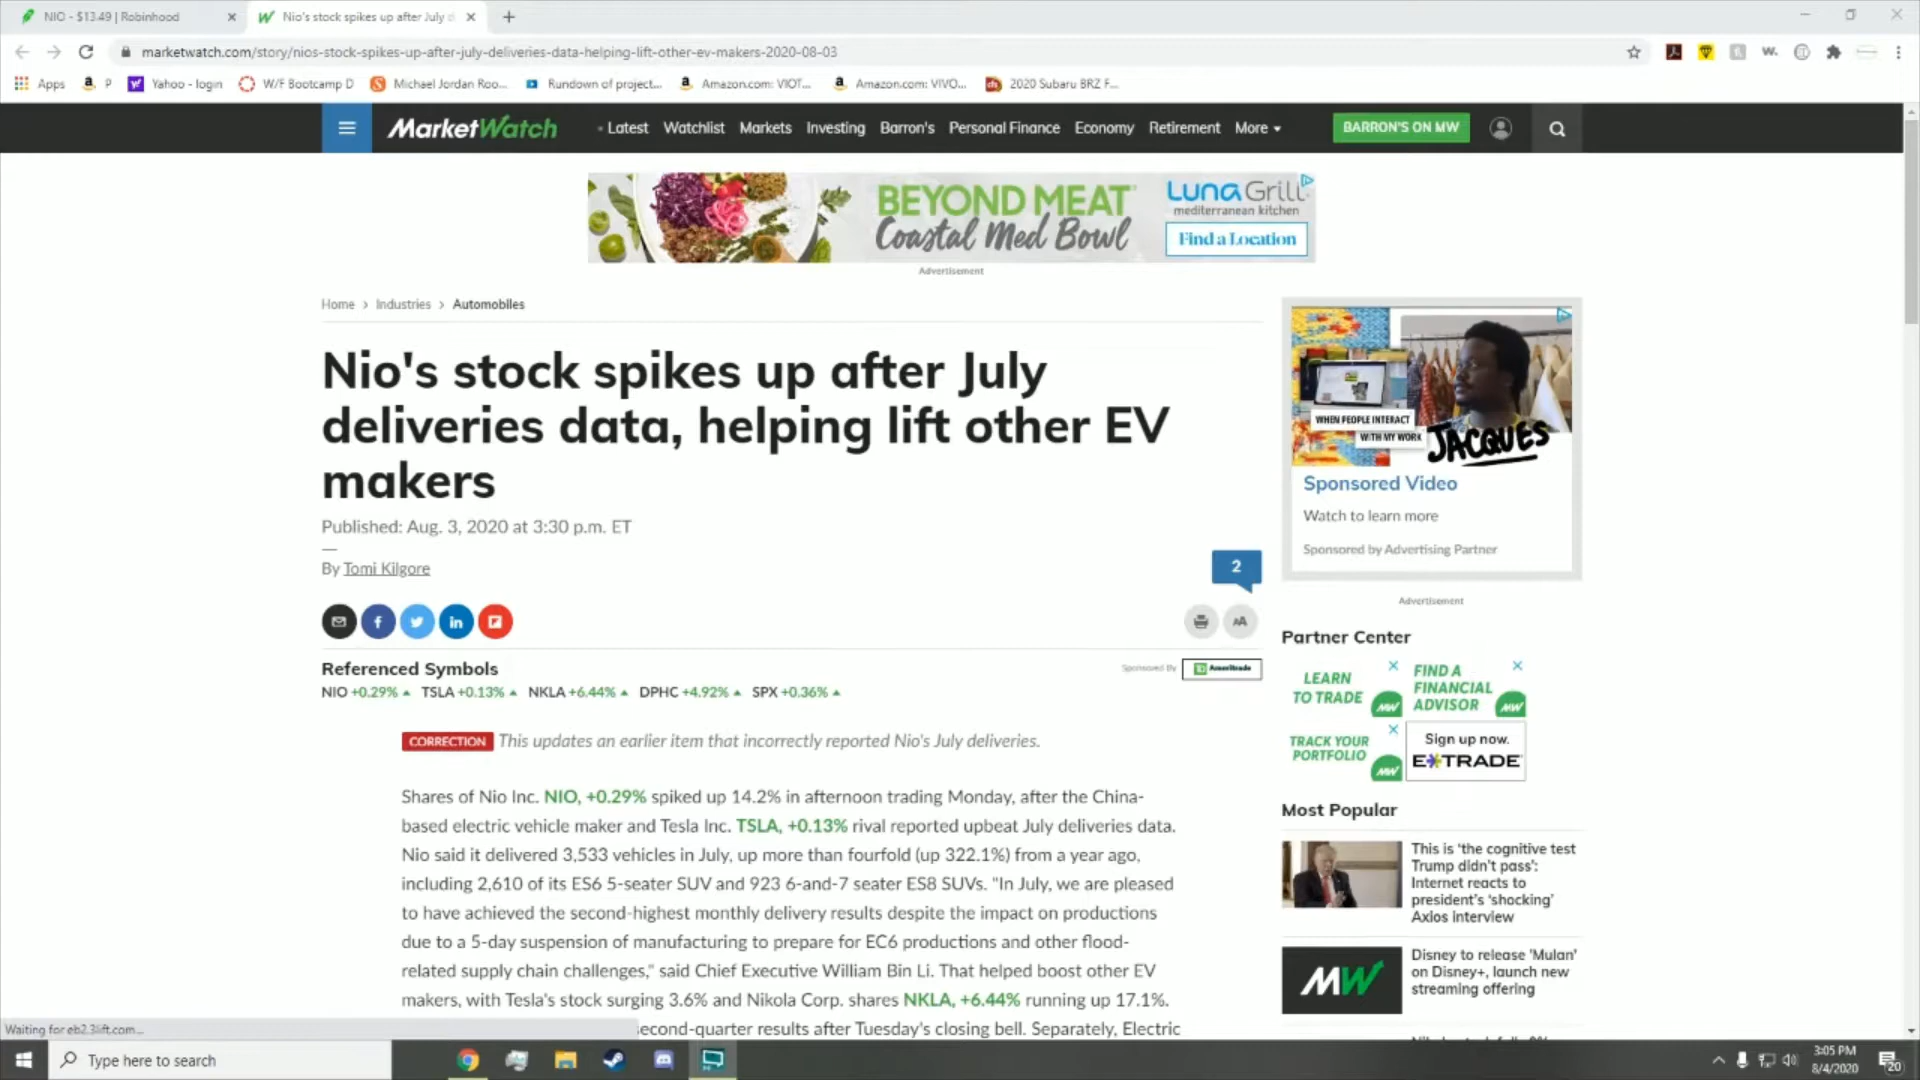 NIO - $13.49 | Robinhood
Nio's stock spikes up after July d
marketwatch.com/story/nios-stock-spikes-up-after-july-deliveries-data-helping-lift-other-ev-makers-2020-08-03
Apps
P
Yahoo - login
W/F Bootcamp D
Michael Jordan Roo...
Rundown of project...
Amazon.com: VIOT...
Amazon.com: VIVO...
2020 Subaru BRZ F...
MarketWatch
Latest Watchlist Markets Investing Barron's Personal Finance Economy Retirement More
BARRON'S ON MW
BEYOND MEAT
Coastal Med Bowl
LUNA Grill
mediterranean kitchen
Find a Location
Advertisement
Home > Industries > Automobiles
Nio's stock spikes up after July
deliveries data, helping lift other EV
makers
Published: Aug. 3, 2020 at 3:30 p.m. ET
By Tomi Kilgore
2
AA
Referenced Symbols
Sponsored By
Ameritrade
NIO +0.29% TSLA +0.13% NKLA +6.44% DPHC +4.92% SPX +0.36%
CORRECTION This updates an earlier item that incorrectly reported Nio's July deliveries.
Shares of Nio Inc. NIO, +0.29% spiked up 14.2% in afternoon trading Monday, after the China-
based electric vehicle maker and Tesla Inc. TSLA, +0.13% rival reported upbeat July deliveries data.
Nio said it delivered 3,533 vehicles in July, up more than fourfold (up 322.1%) from a year ago,
including 2,610 of its ES6 5-seater SUV and 923 6-and-7 seater ES8 SUVs. "In July, we are pleased
to have achieved the second-highest monthly delivery results despite the impact on productions
due to a 5-day suspension of manufacturing to prepare for EC6 productions and other flood-
related supply chain challenges," said Chief Executive William Bin Li. That helped boost other EV
makers, with Tesla's stock surging 3.6% and Nikola Corp. shares NKLA, +6.44% running up 17.1%.
second-quarter results after Tuesday's closing bell. Separately, Electric
WHEN PEOPLE INTERACT
WITH MY WORK
JACQUES
Sponsored Video
Watch to learn more
Sponsored by Advertising Partner
Advertisement
Partner Center
LEARN
TO TRADE
MW
FIND A
FINANCIAL
ADVISOR
MW
TRACK YOUR
PORTFOLIO
MW
Sign up now.
E*TRADE
Most Popular
This is 'the cognitive test
Trump didn't pass':
Internet reacts to
president's 'shocking'
Axios interview
MW
Disney to release 'Mulan'
on Disney+, launch new
streaming offering
Waiting for eb2.3lift.com...
Type here to search
3:05 PM
8/4/2020
20